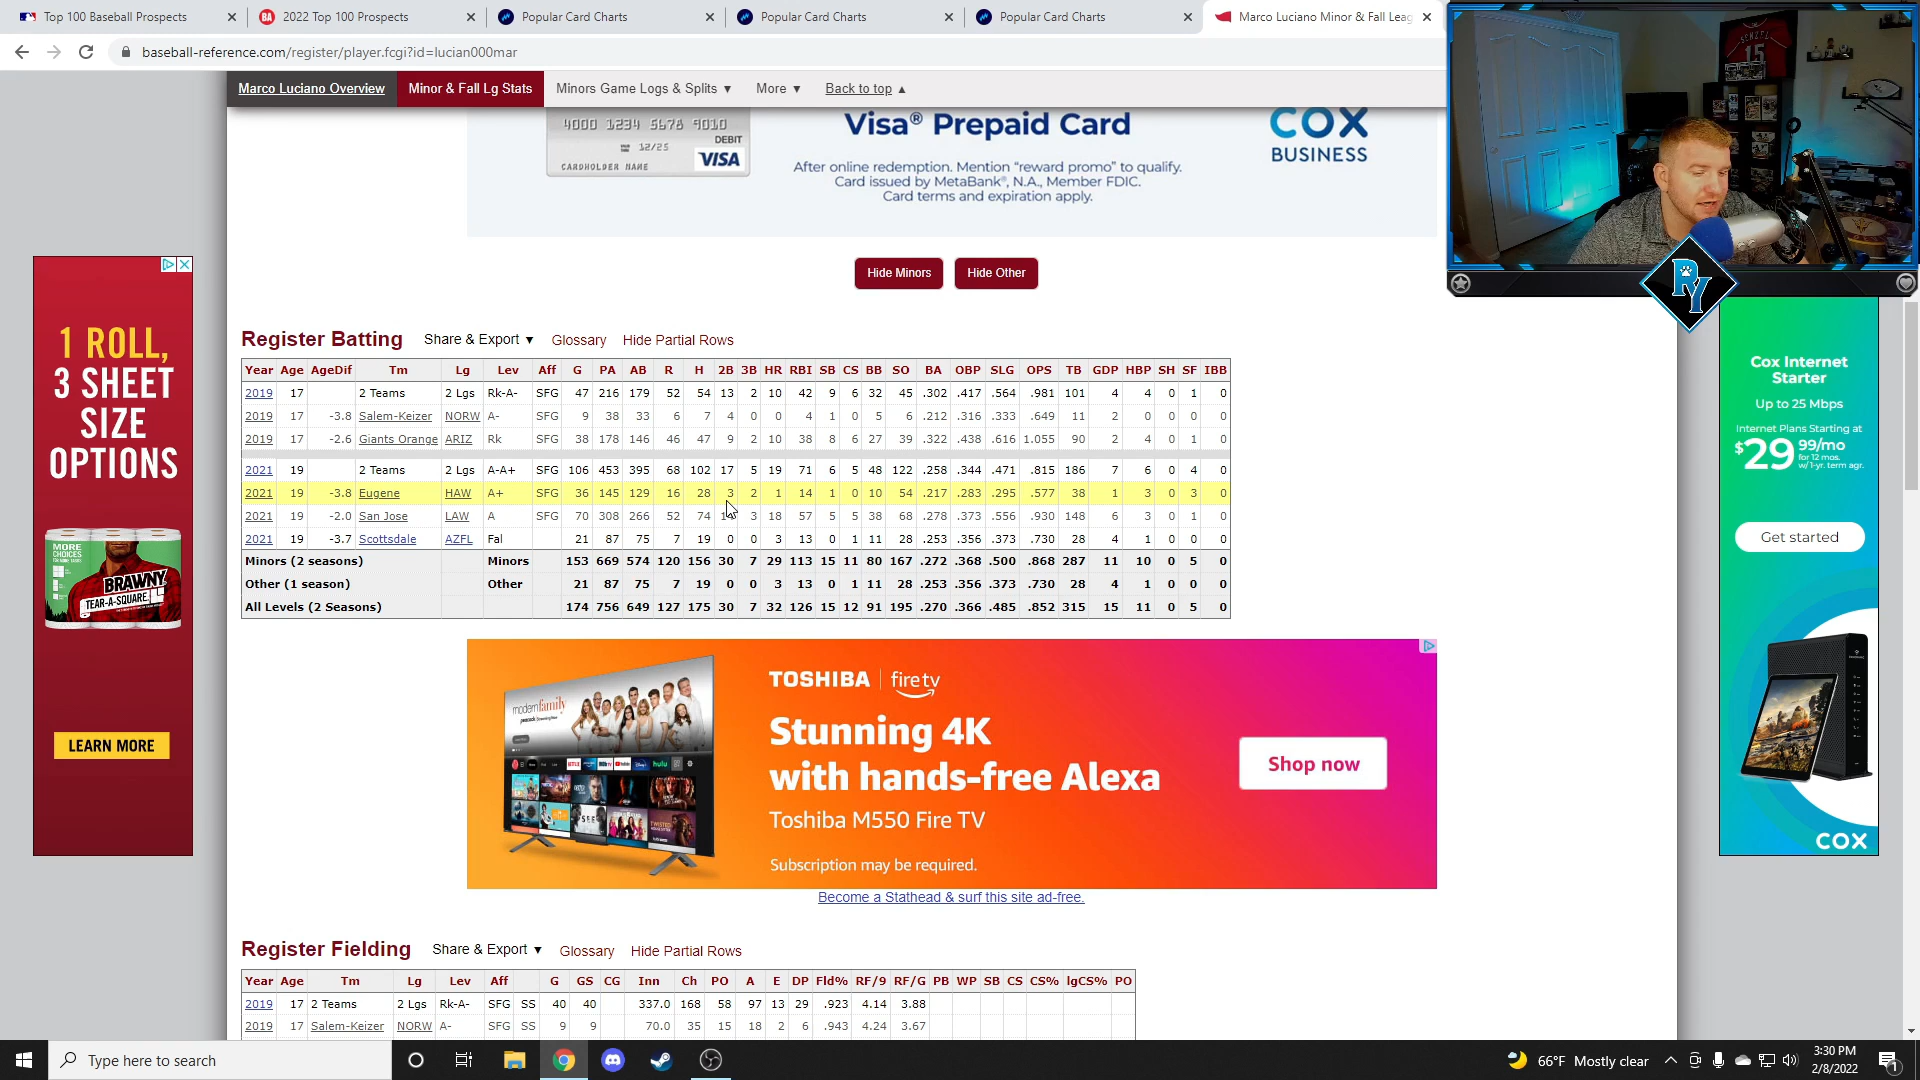 Top 100 Baseball Prospects
2022 Top 100 Prospects
Popular Card Charts
Popular Card Charts
Popular Card Charts
Marco Luciano Minor & Fall Leag
baseball-reference.com/register/player.fcgi?id=lucian000mar
Marco Luciano Overview
Minor & Fall Lg Stats
Minors Game Logs & Splits ▼
More ▼
Back to top ▲
4000 1234 5678 9010
DEBIT
12/25
CARDHOLDER NAME
VISA
Visa® Prepaid Card
After online redemption. Mention “reward promo” to qualify.
Card issued by MetaBank®, N.A., Member FDIC.
Card terms and expiration apply.
COX
BUSINESS
Hide Minors
Hide Other
1 ROLL,
3 SHEET
SIZE
OPTIONS
MORE
BRAWNY
TEAR-A-SQUARE
LEARN MORE
Register Batting Share & Export ▼ Glossary Hide Partial Rows
Year Age AgeDif Tm Lg Lev Aff G PA AB R H 2B 3B HR RBI SB CS BB SO BA OBP SLG OPS TB GDP HBP SH SF IBB
2019 17 2 Teams 2 Lgs Rk-A- SFG 47 216 179 52 54 13 2 10 42 9 6 32 45 .302 .417 .564 .981 101 4 4 0 1 0
2019 17 -3.8 Salem-Keizer NORW A- SFG 9 38 33 6 7 4 0 0 4 1 0 5 6 .212 .316 .333 .649 11 2 0 0 0 0
2019 17 -2.6 Giants Orange ARIZ Rk SFG 38 178 146 46 47 9 2 10 38 8 6 27 39 .322 .438 .616 1.055 90 2 4 0 1 0
2021 19 2 Teams 2 Lgs A-A+ SFG 106 453 395 68 102 17 5 19 71 6 5 48 122 .258 .344 .471 .815 186 7 6 0 4 0
2021 19 -3.8 Eugene HAW A+ SFG 36 145 129 16 28 3 2 1 14 1 0 10 54 .217 .283 .295 .577 38 1 3 0 3 0
2021 19 -2.0 San Jose LAW A SFG 70 308 266 52 74 3 18 57 5 5 38 68 .278 .373 .556 .930 148 6 3 0 1 0
2021 19 -3.7 Scottsdale AZFL Fal 21 87 75 7 19 0 0 3 13 0 1 11 28 .253 .356 .373 .730 28 4 1 0 0 0
Minors (2 seasons) Minors 153 669 574 120 156 30 7 29 113 15 11 80 167 .272 .368 .500 .868 287 11 10 0 5 0
Other (1 season) Other 21 87 75 7 19 0 0 3 13 0 1 11 28 .253 .356 .373 .730 28 4 1 0 0 0
All Levels (2 Seasons) 174 756 649 127 175 30 7 32 126 15 12 91 195 .270 .366 .485 .852 315 15 11 0 5 0
modern family
TOSHIBA | fire tv
Stunning 4K
with hands-free Alexa
Toshiba M550 Fire TV
Subscription may be required.
Shop now
Become a Stathead & surf this site ad-free.
Register Fielding Share & Export ▼ Glossary Hide Partial Rows
Year Age Tm Lg Lev Aff G GS CG Inn Ch PO A E DP Fld% RF/9 RF/G PB WP SB CS CS% lgCS% PO
2019 17 2 Teams 2 Lgs Rk-A- SFG SS 40 40 337.0 168 58 97 13 29 .923 4.14 3.88
2019 17 Salem-Keizer NORW A- SFG SS 9 9 70.0 35 15 18 2 6 .943 4.24 3.67
SENZEL
15
RY
Cox Internet
Starter
Up to 25 Mbps
Internet Plans Starting at
$29 99/mo
for 12 mos.
w/1-yr. term agr.
Get started
COX
Type here to search
66°F Mostly clear
3:30 PM
2/8/2022
1